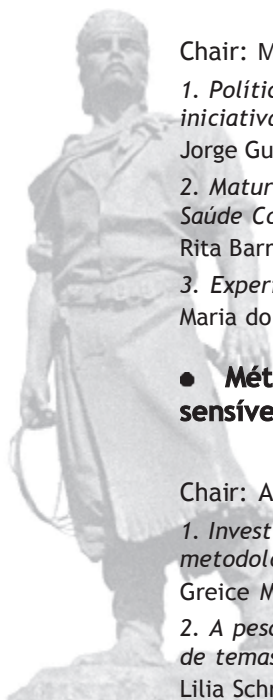 Chair: M
1. Polític
iniciativa
Jorge Gu
2. Matur
Saúde Co
Rita Barr
3. Experi
Maria do
• Mét
sensíve
Chair: A
1. Invest
metodolo
Greice M
2. A pesq
de temas
Lilia Schr